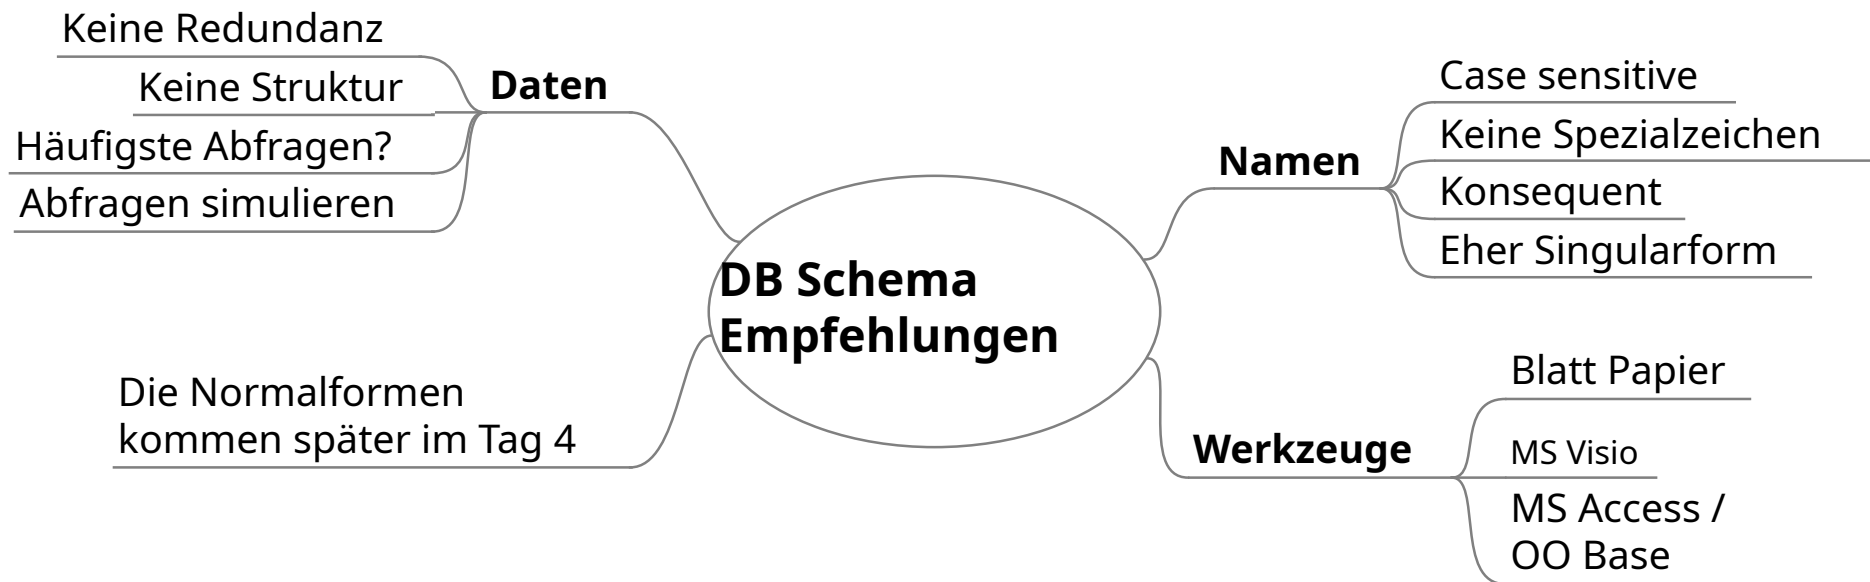 Keine Redundanz
Keine Struktur
Häufigste Abfragen?
Abfragen simulieren
Daten
Die Normalformen
kommen später im Tag 4
DB Schema
Empfehlungen
Namen
Case sensitive
Keine Spezialzeichen
Konsequent
Eher Singularform
Werkzeuge
Blatt Papier
MS Visio
MS Access /
OO Base